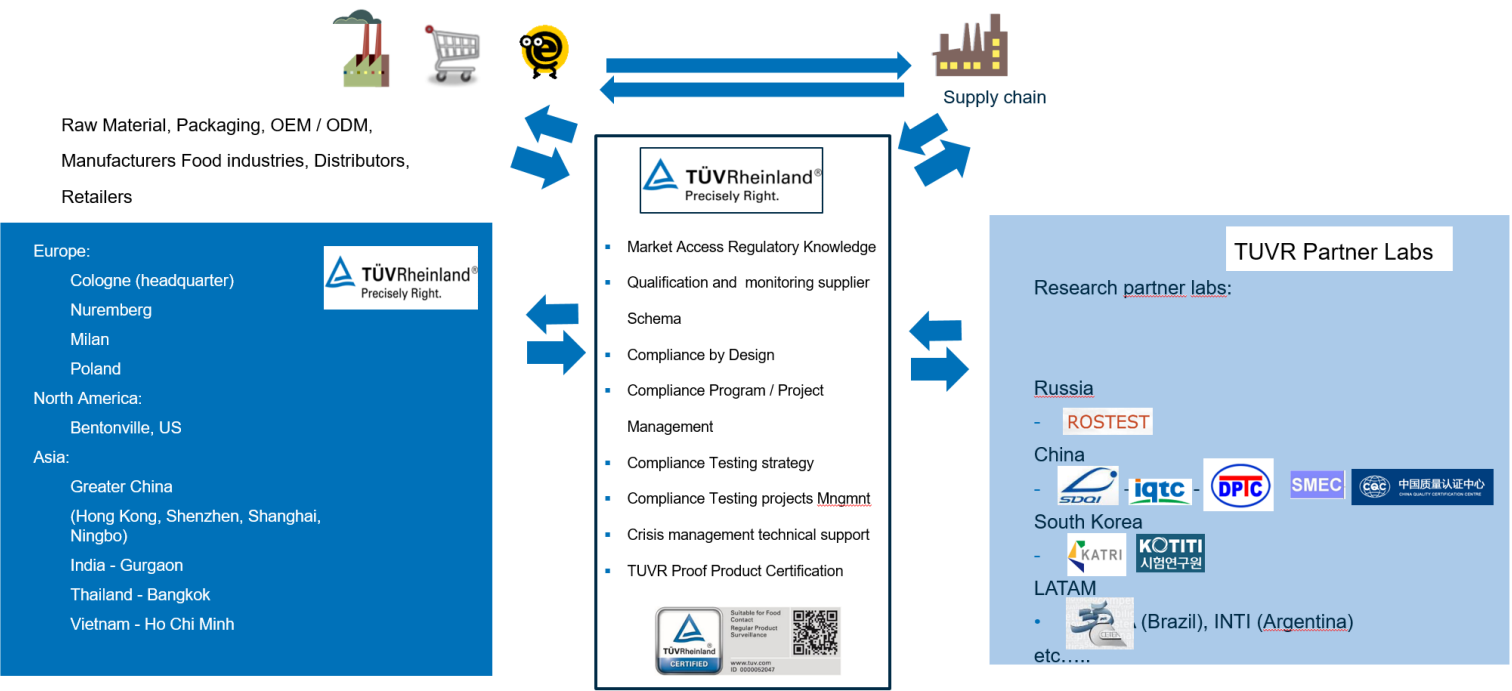 Supply chain
Raw Material, Packaging, OEM / ODM,
Manufacturers Food industries, Distributors,
Retailers
Europe:
Cologne (headquarter)
Nuremberg
Milan
Poland
North America:
Bentonville, US
Asia:
Greater China
(Hong Kong, Shenzhen, Shanghai,
Ningbo)
India - Gurgaon
Thailand - Bangkok
Vietnam - Ho Chi Minh
TÜVRheinland®
Precisely Right.
TÜVRheinland®
Precisely Right.
▪ Market Access Regulatory Knowledge
▪ Qualification and monitoring supplier
Schema
▪ Compliance by Design
▪ Compliance Program / Project
Management
▪ Compliance Testing strategy
▪ Compliance Testing projects Mngmnt
▪ Crisis management technical support
▪ TUVR Proof Product Certification
TÜVRheinland
CERTIFIED
Suitable for Food
Contact
Regular Product
Surveillance
www.tuv.com
ID 0000052047
TUVR Partner Labs
Research partner labs:
Russia
- ROSTEST
China
- SDQI - iqtc - DPTC SMEC CQC 中国质量认证中心
CHINA QUALITY CERTIFICATION CENTRE
South Korea
- KATRI KOTITI
시험연구원
LATAM
• (Brazil), INTI (Argentina)
etc…..